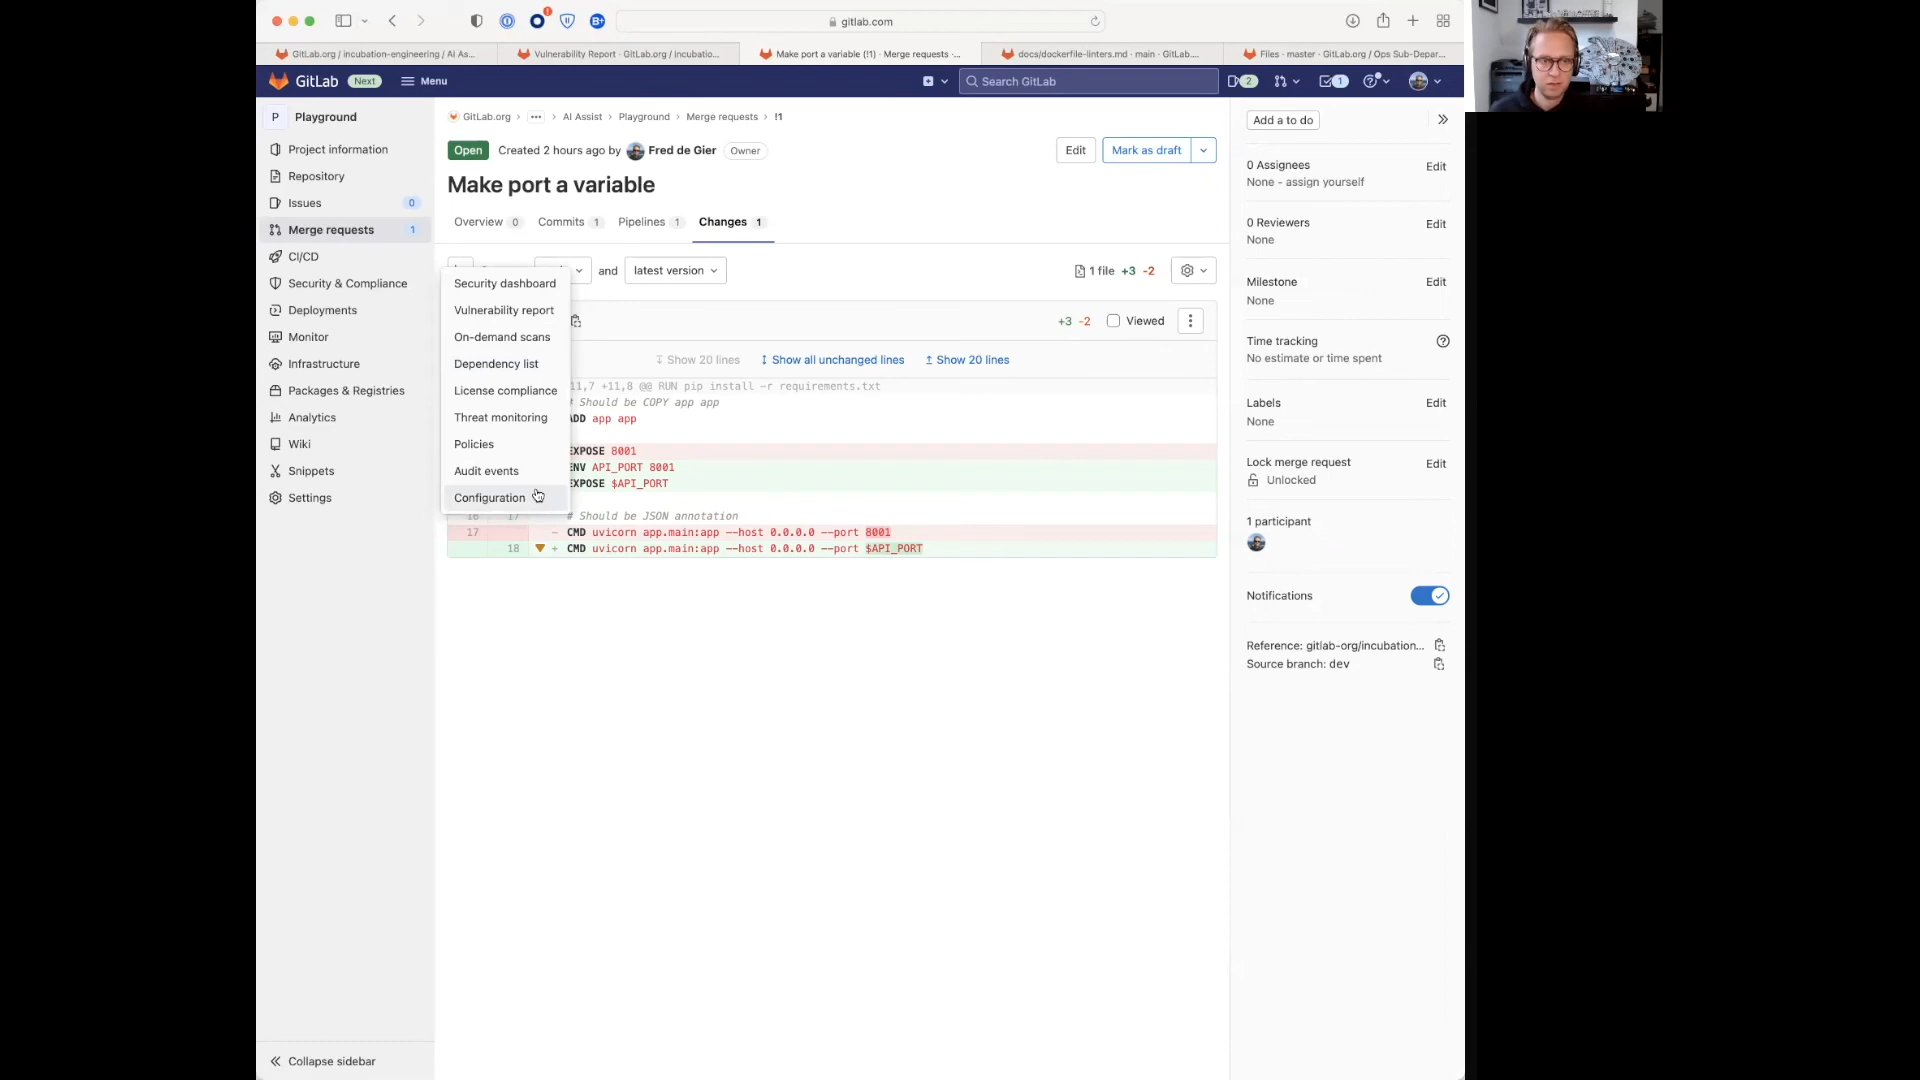 gitlab.com
GitLab.org / incubation-engineering / AI As...
Vulnerability Report · GitLab.org / incubatio...
Make port a variable (!1) · Merge requests ·...
docs/dockerfile-linters.md · main · GitLab....
Files · master · GitLab.org / Ops Sub-Depar...
GitLab
Next
Menu
Search GitLab
2
1
P
Playground
Project information
Repository
Issues
0
Merge requests
1
CI/CD
Security & Compliance
Deployments
Monitor
Infrastructure
Packages & Registries
Analytics
Wiki
Snippets
Settings
Collapse sidebar
Security dashboard
Vulnerability report
On-demand scans
Dependency list
License compliance
Threat monitoring
Policies
Audit events
Configuration
GitLab.org › ••• › AI Assist › Playground › Merge requests › !1
Open
Created 2 hours ago by Fred de Gier
Owner
Edit
Mark as draft
Make port a variable
Overview 0
Commits 1
Pipelines 1
Changes 1
and
latest version
1 file +3 -2
+3 -2
Viewed
Show 20 lines
Show all unchanged lines
Show 20 lines
11,7 +11,8 @@ RUN pip install -r requirements.txt
Should be COPY app app
ADD app app
EXPOSE 8001
ENV API_PORT 8001
EXPOSE $API_PORT
16 17 # Should be JSON annotation
17 - CMD uvicorn app.main:app --host 0.0.0.0 --port 8001
18 + CMD uvicorn app.main:app --host 0.0.0.0 --port $API_PORT
Add a to do
0 Assignees
Edit
None - assign yourself
0 Reviewers
Edit
None
Milestone
Edit
None
Time tracking
No estimate or time spent
Labels
Edit
None
Lock merge request
Edit
Unlocked
1 participant
Notifications
Reference: gitlab-org/incubation...
Source branch: dev